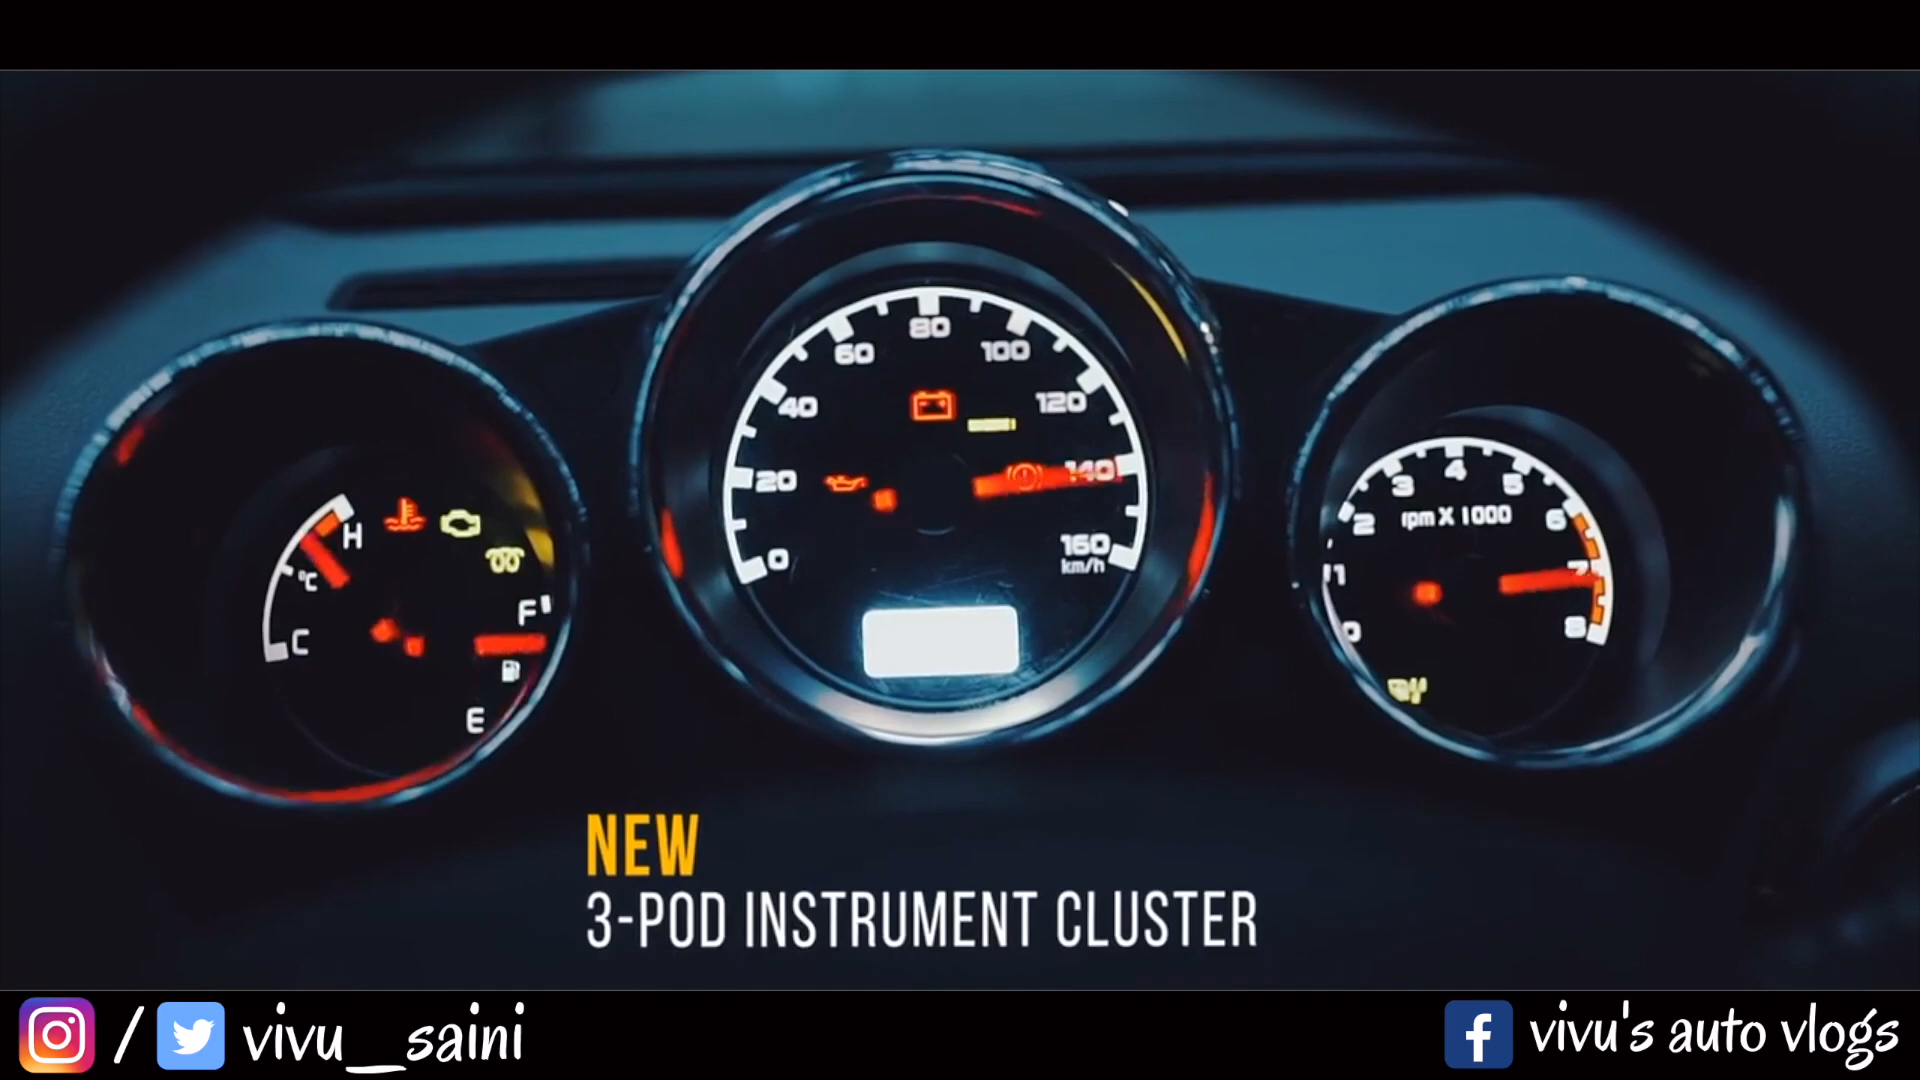 80
60
100
40
120
20
140
0
160
km/h
H
°C
C
F
E
4
3
5
2
rpm X 1000
6
1
7
0
8
NEW
3-POD INSTRUMENT CLUSTER
/ vivu__saini
vivu's auto vlogs